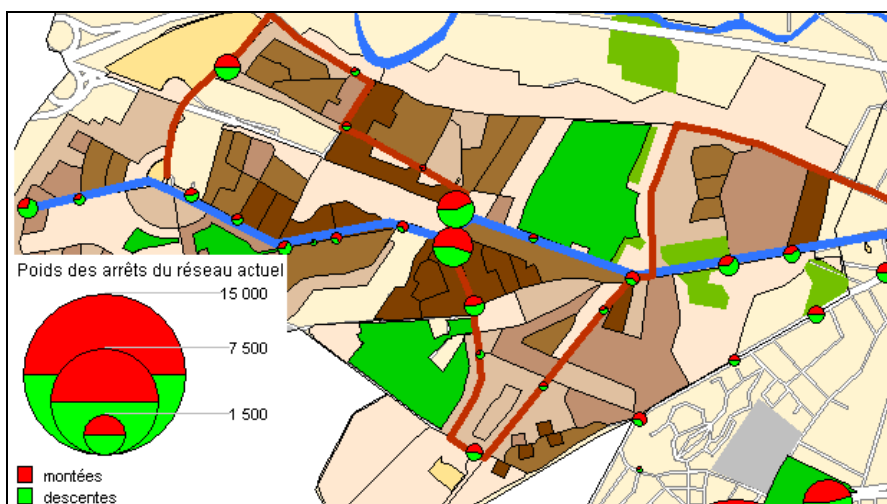 Poids des arrêts du réseau actuel
15 000
7 500
1 500
montées
descentes